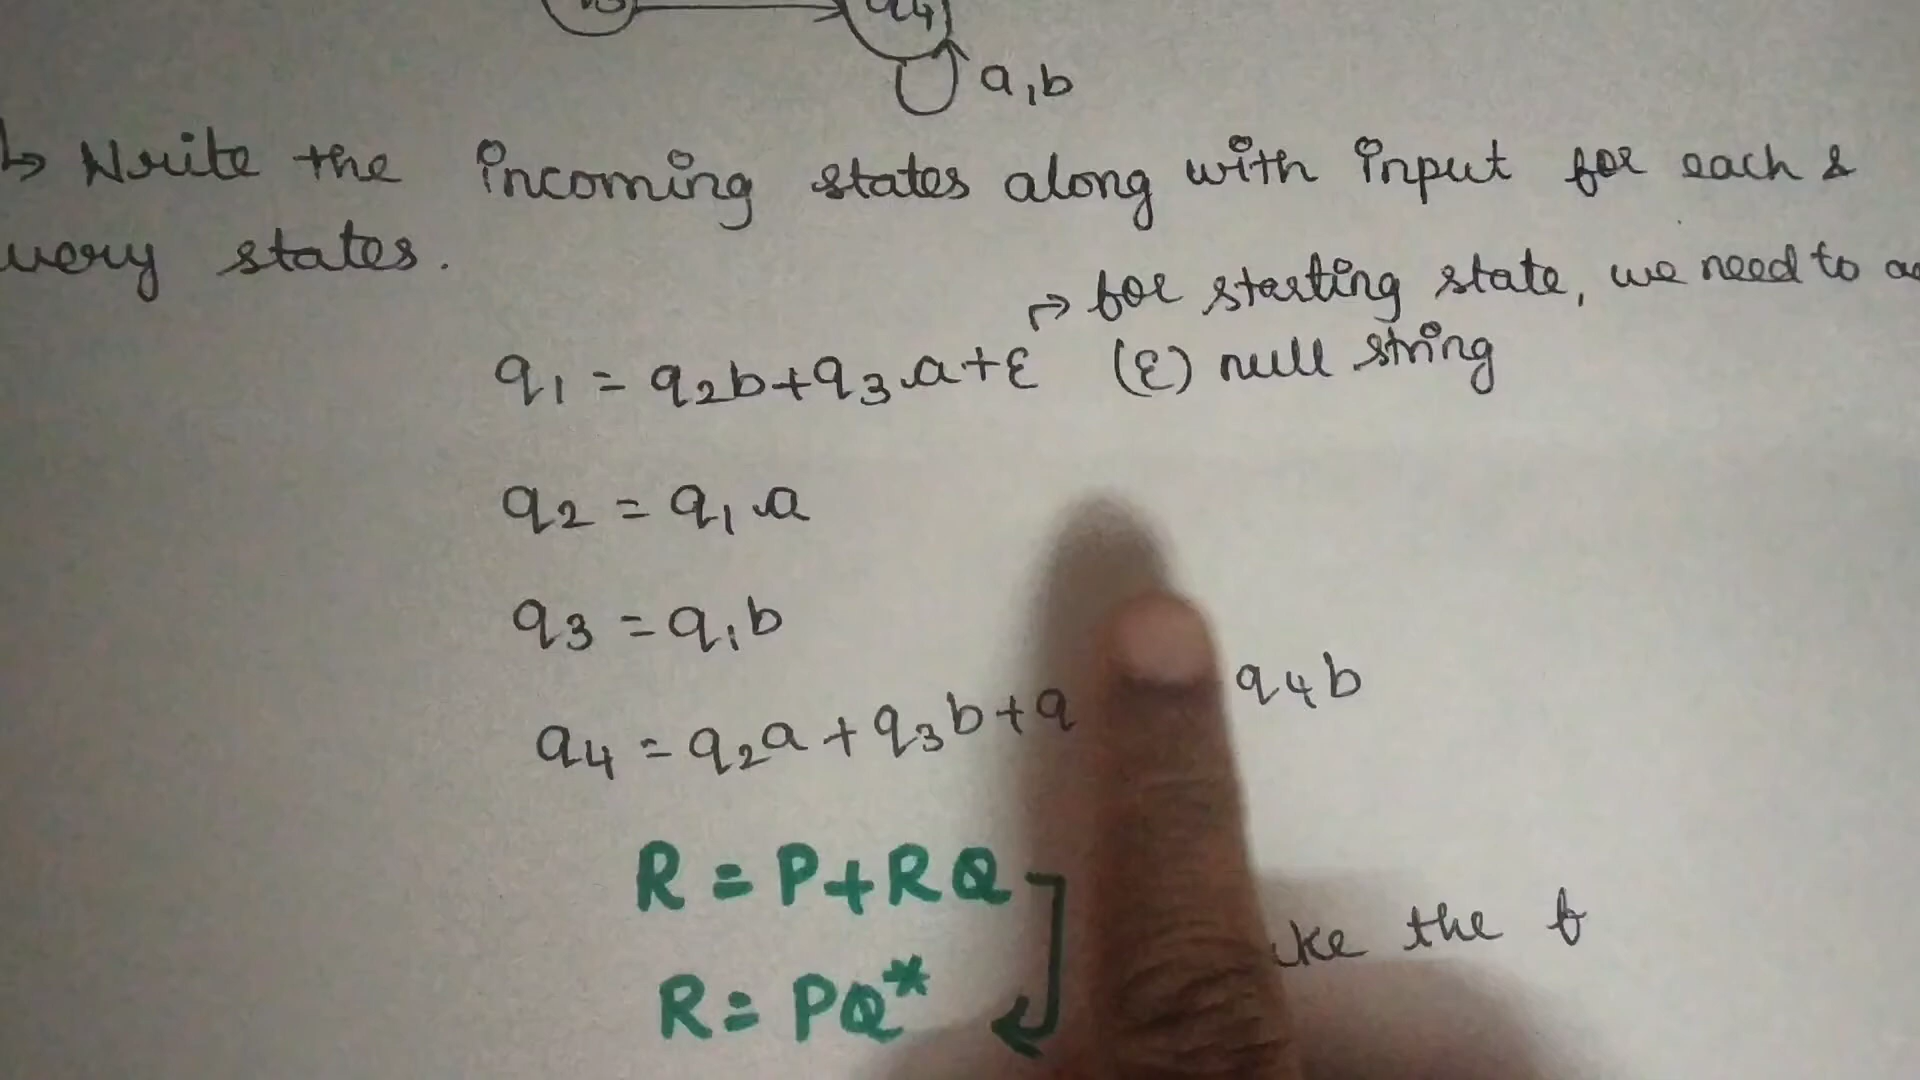 q4
a,b
↳ Write the incoming states along with input for each &
very states.
→ for starting state, we need to
q1 = q2b+q3a+ε (ε) null string
q2 = q1a
q3 = q1b
q4 = q2a+q3b+q q4b
R = P+RQ
R = PQ*
the